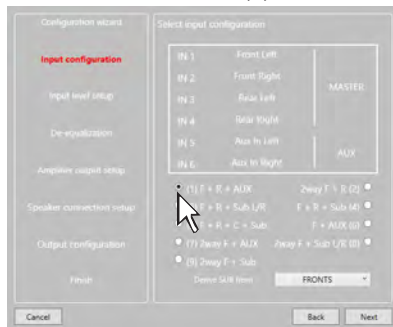 Configuration wizard
Select input configuration
Input configuration
Input level setup
De-equalization
Amplifier output setup
Speaker connection setup
Output configuration
Finish
IN 1 Front Left
IN 2 Front Right
IN 3 Rear Left
IN 4 Rear Right
MASTER
IN 5 Aux In Left
IN 6 Aux In Right
AUX
(1) F + R + AUX 2way F + R (2)
F + R + Sub L/R F + R + Sub (4)
F + R + C + Sub F + AUX (6)
(7) 2way F + AUX 2way F + Sub L/R (8)
(9) 2way F + Sub
Derive SUB from FRONTS
Cancel Back Next